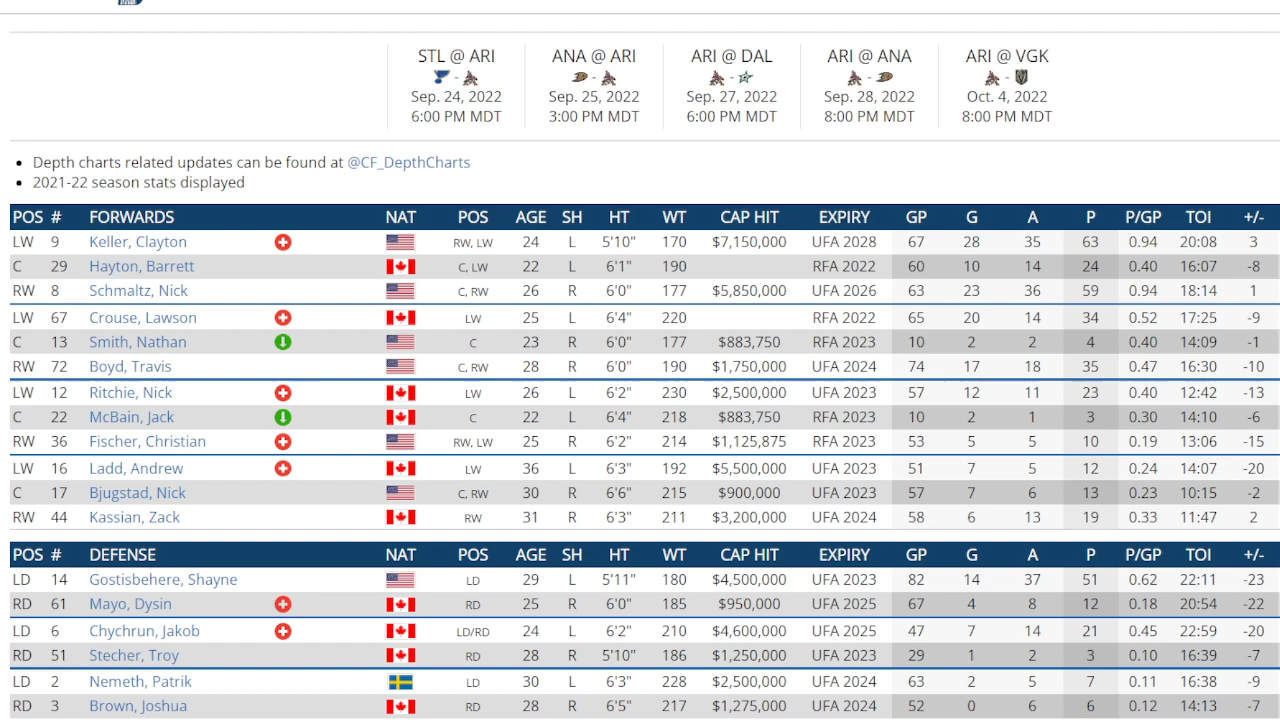 STL @ ARI ANA @ ARI ARI @ DAL ARI @ ANA ARI @ VGK
- - - - -
Sep. 24, 2022 Sep. 25, 2022 Sep. 27, 2022 Sep. 28, 2022 Oct. 4, 2022
6:00 PM MDT 3:00 PM MDT 6:00 PM MDT 8:00 PM MDT 8:00 PM MDT
• Depth charts related updates can be found at @CF_DepthCharts
• 2021-22 season stats displayed
POS # FORWARDS NAT POS AGE SH HT WT CAP HIT EXPIRY GP G A P P/GP TOI +/-
LW 9 Keller, Clayton RW, LW 24 L 5'10" 170 $7,150,000 UFA 2028 67 28 35 63 0.94 20:08 3
C 29 Hayton, Barrett C, LW 22 L 6'1" 190 RFA 2022 60 10 14 24 0.40 16:07 -8
RW 8 Schmaltz, Nick C, RW 26 R 6'0" 177 $5,850,000 UFA 2026 63 23 36 59 0.94 18:14 1
LW 67 Crouse, Lawson LW 25 L 6'4" 220 RFA 2022 65 20 14 34 0.52 17:25 -9
C 13 Smith, Nathan C 23 R 6'0" 177 $883,750 RFA 2023 10 2 2 4 0.40 14:09 -1
RW 72 Boyd, Travis C, RW 28 R 6'0" 190 $1,750,000 UFA 2024 74 17 18 35 0.47 16:30 -10
LW 12 Ritchie, Nick LW 26 L 6'2" 230 $2,500,000 UFA 2023 57 12 11 23 0.40 12:42 -13
C 22 McBain, Jack C 22 L 6'4" 218 $883,750 RFA 2023 10 2 1 3 0.30 14:10 -6
RW 36 Fischer, Christian RW, LW 25 R 6'2" 214 $1,125,875 RFA 2023 53 5 5 0.19 13:06 -15
LW 16 Ladd, Andrew LW 36 L 6'3" 192 $5,500,000 UFA 2023 51 7 5 0.24 14:07 -20
C 17 Bjugstad, Nick C, RW 30 R 6'6" 215 $900,000 UFA 2023 57 7 6 0.23 10:15 -2
RW 44 Kassian, Zack RW 31 R 6'3" 211 $3,200,000 UFA 2024 58 6 13 0.33 11:47 2
POS # DEFENSE NAT POS AGE SH HT WT CAP HIT EXPIRY GP G A P P/GP TOI +/-
LD 14 Gostisbehere, Shayne LD 29 L 5'11" 180 $4,500,000 UFA 2023 82 14 37 0.62 22:11 -23
RD 61 Mayo, Dysin RD 25 R 6'0" 185 $950,000 UFA 2025 67 4 8 12 0.18 20:54 -22
LD 6 Chychrun, Jakob LD/RD 24 L 6'2" 210 $4,600,000 UFA 2025 47 7 14 21 0.45 22:59 -20
RD 51 Stecher, Troy RD 28 R 5'10" 186 $1,250,000 UFA 2023 29 1 2 3 0.10 16:39 -7
LD 2 Nemeth, Patrik LD 30 L 6'3" 228 $2,500,000 UFA 2024 63 2 5 0.11 16:38 -9
RD 3 Brown, Joshua RD 28 R 6'5" 217 $1,275,000 UFA 2024 52 0 6 6 0.12 14:13 -7